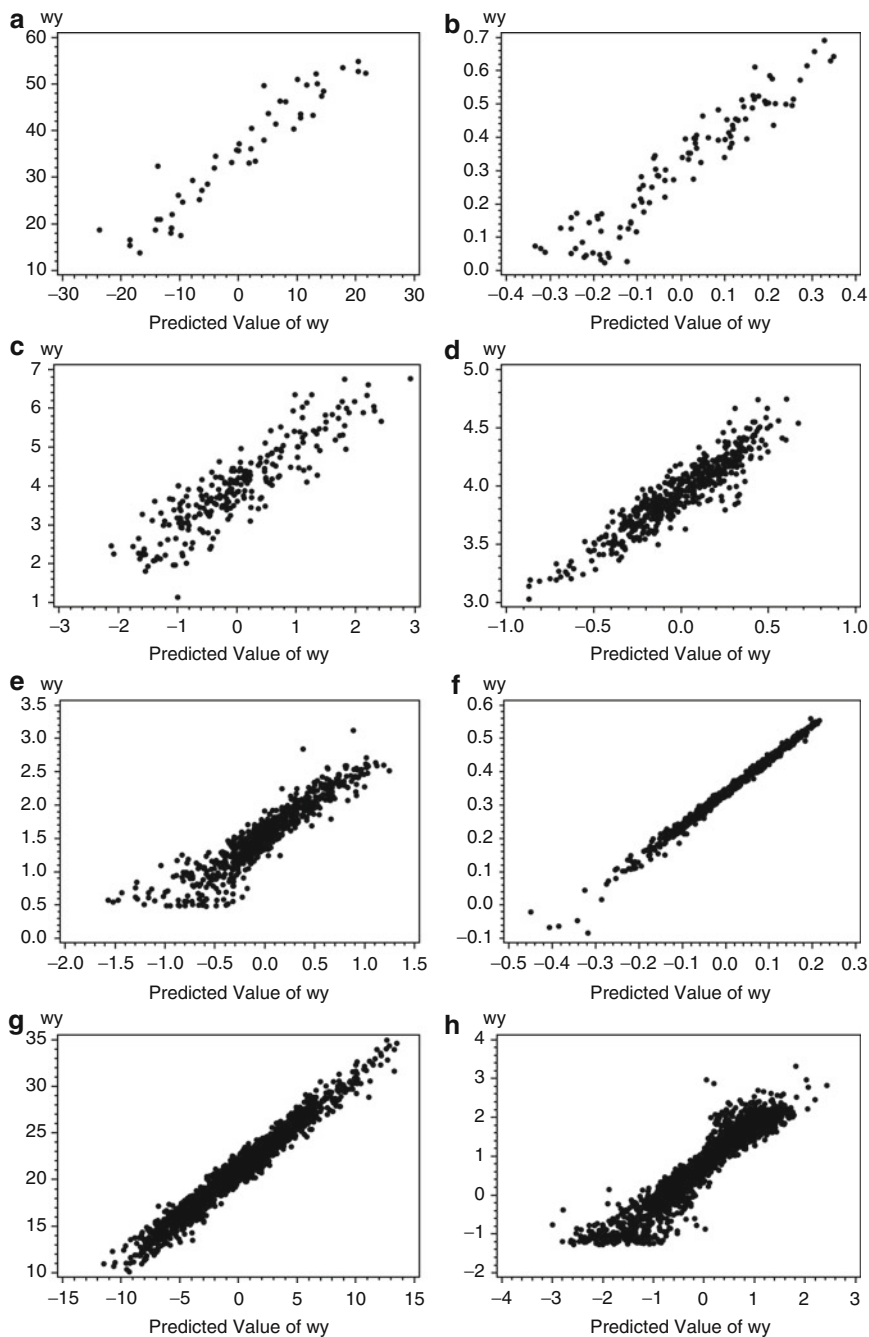 a wy
60
50
40
30
20
10
−30 −20 −10 0 10 20 30
Predicted Value of wy
b wy
0.7
0.6
0.5
0.4
0.3
0.2
0.1
0.0
−0.4 −0.3 −0.2 −0.1 0.0 0.1 0.2 0.3 0.4
Predicted Value of wy
c wy
7
6
5
4
3
2
1
−3 −2 −1 0 1 2 3
Predicted Value of wy
d wy
5.0
4.5
4.0
3.5
3.0
−1.0 −0.5 0.0 0.5 1.0
Predicted Value of wy
e wy
3.5
3.0
2.5
2.0
1.5
1.0
0.5
0.0
−2.0 −1.5 −1.0 −0.5 0.0 0.5 1.0 1.5
Predicted Value of wy
f wy
0.6
0.5
0.4
0.3
0.2
0.1
0.0
−0.1
−0.5 −0.4 −0.3 −0.2 −0.1 0.0 0.1 0.2 0.3
Predicted Value of wy
g wy
35
30
25
20
15
10
−15 −10 −5 0 5 10 15
Predicted Value of wy
h wy
4
3
2
1
0
−1
−2
−4 −3 −2 −1 0 1 2 3
Predicted Value of wy